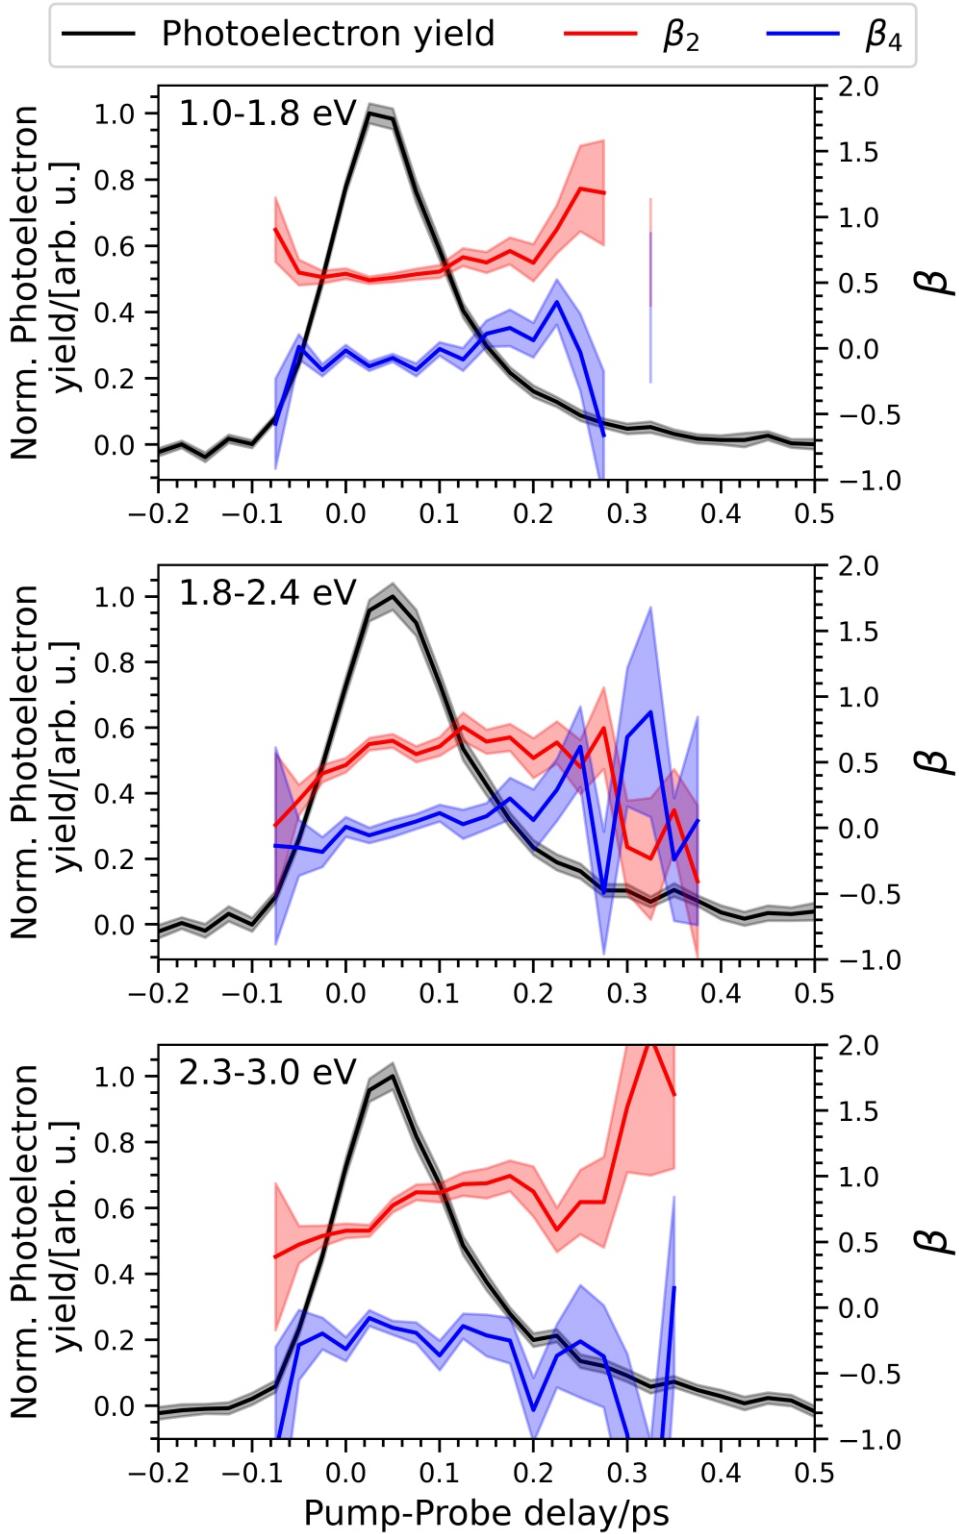 Photoelectron yield β₂ β₄
1.0-1.8 eV
Norm. Photoelectron
yield/[arb. u.]
1.0
0.8
0.6
0.4
0.2
0.0
2.0
1.5
1.0
0.5
0.0
−0.5
−1.0
β
−0.2 −0.1 0.0 0.1 0.2 0.3 0.4 0.5
1.8-2.4 eV
Norm. Photoelectron
yield/[arb. u.]
1.0
0.8
0.6
0.4
0.2
0.0
2.0
1.5
1.0
0.5
0.0
−0.5
−1.0
β
−0.2 −0.1 0.0 0.1 0.2 0.3 0.4 0.5
2.3-3.0 eV
Norm. Photoelectron
yield/[arb. u.]
1.0
0.8
0.6
0.4
0.2
0.0
2.0
1.5
1.0
0.5
0.0
−0.5
−1.0
β
−0.2 −0.1 0.0 0.1 0.2 0.3 0.4 0.5
Pump-Probe delay/ps